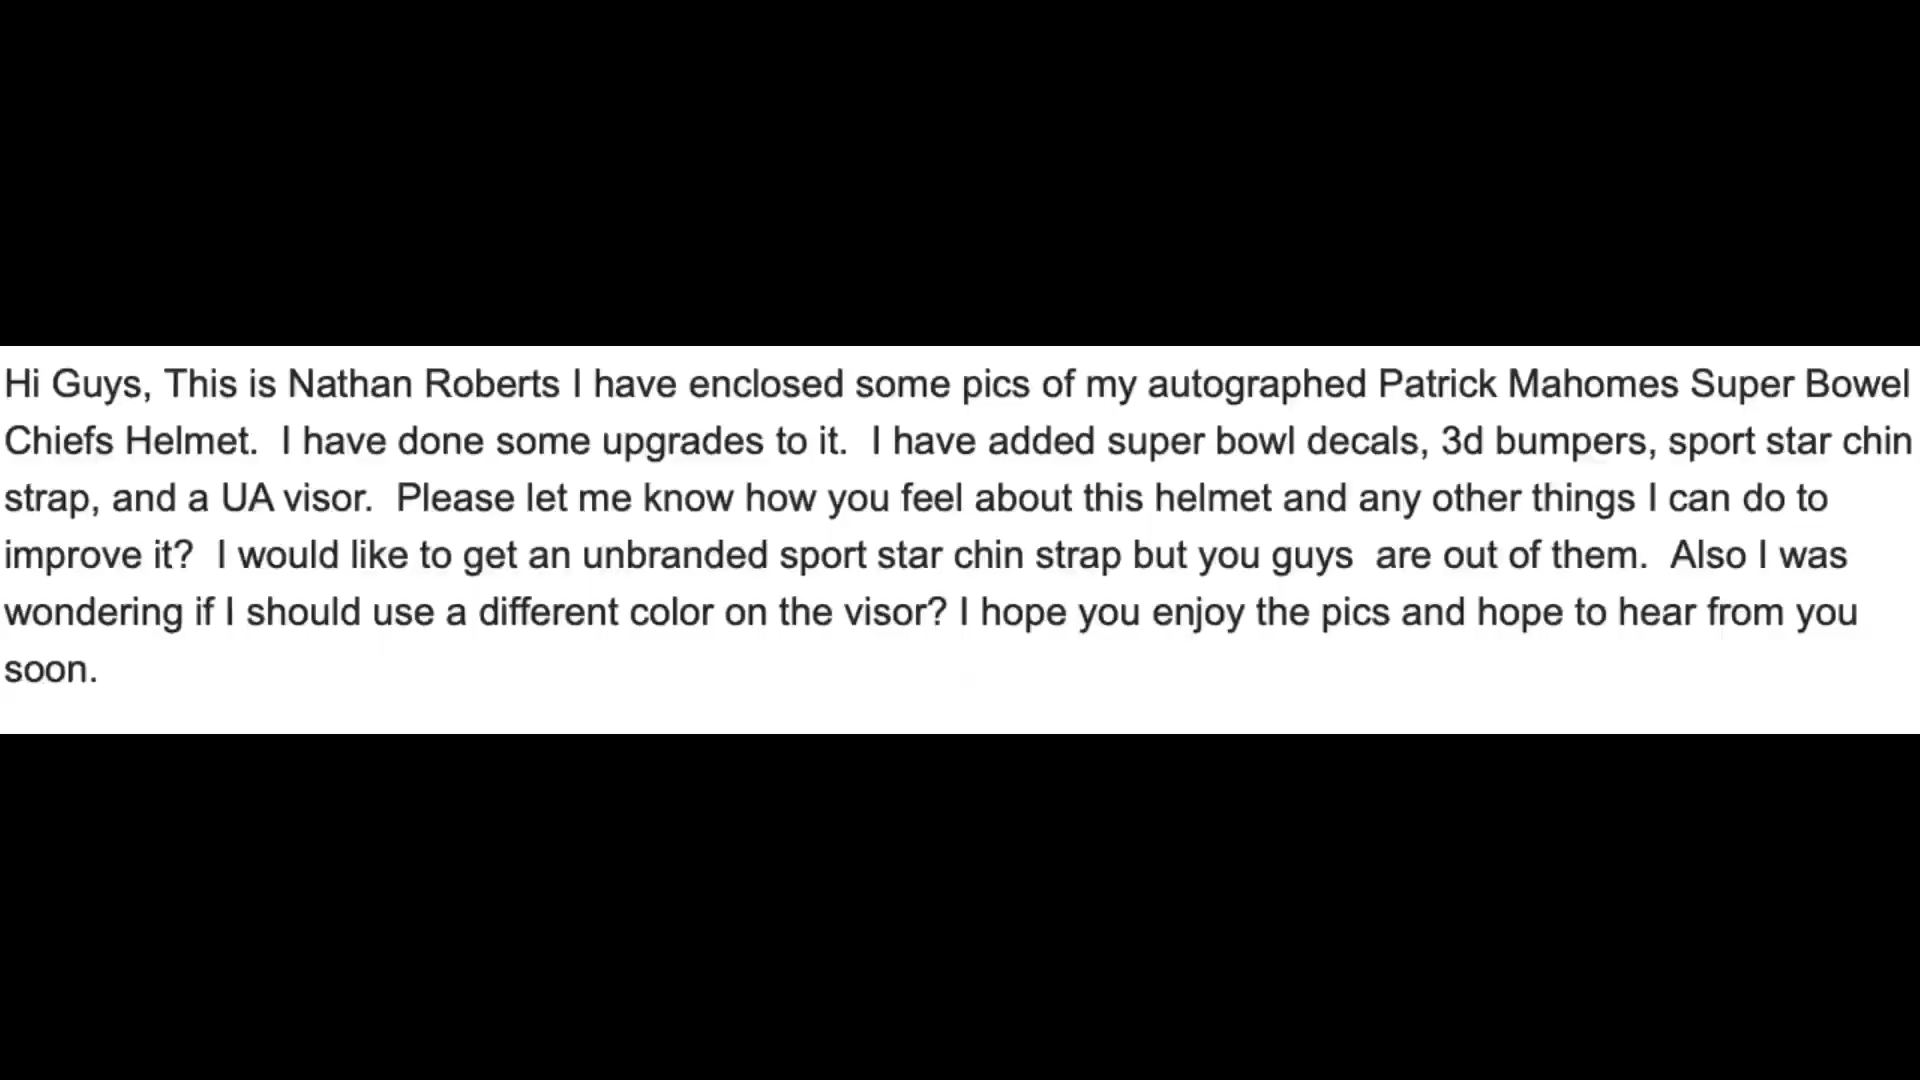 Hi Guys, This is Nathan Roberts I have enclosed some pics of my autographed Patrick Mahomes Super Bowel
Chiefs Helmet.  I have done some upgrades to it.  I have added super bowl decals, 3d bumpers, sport star chin
strap, and a UA visor.  Please let me know how you feel about this helmet and any other things I can do to
improve it?  I would like to get an unbranded sport star chin strap but you guys  are out of them.  Also I was
wondering if I should use a different color on the visor? I hope you enjoy the pics and hope to hear from you
soon.